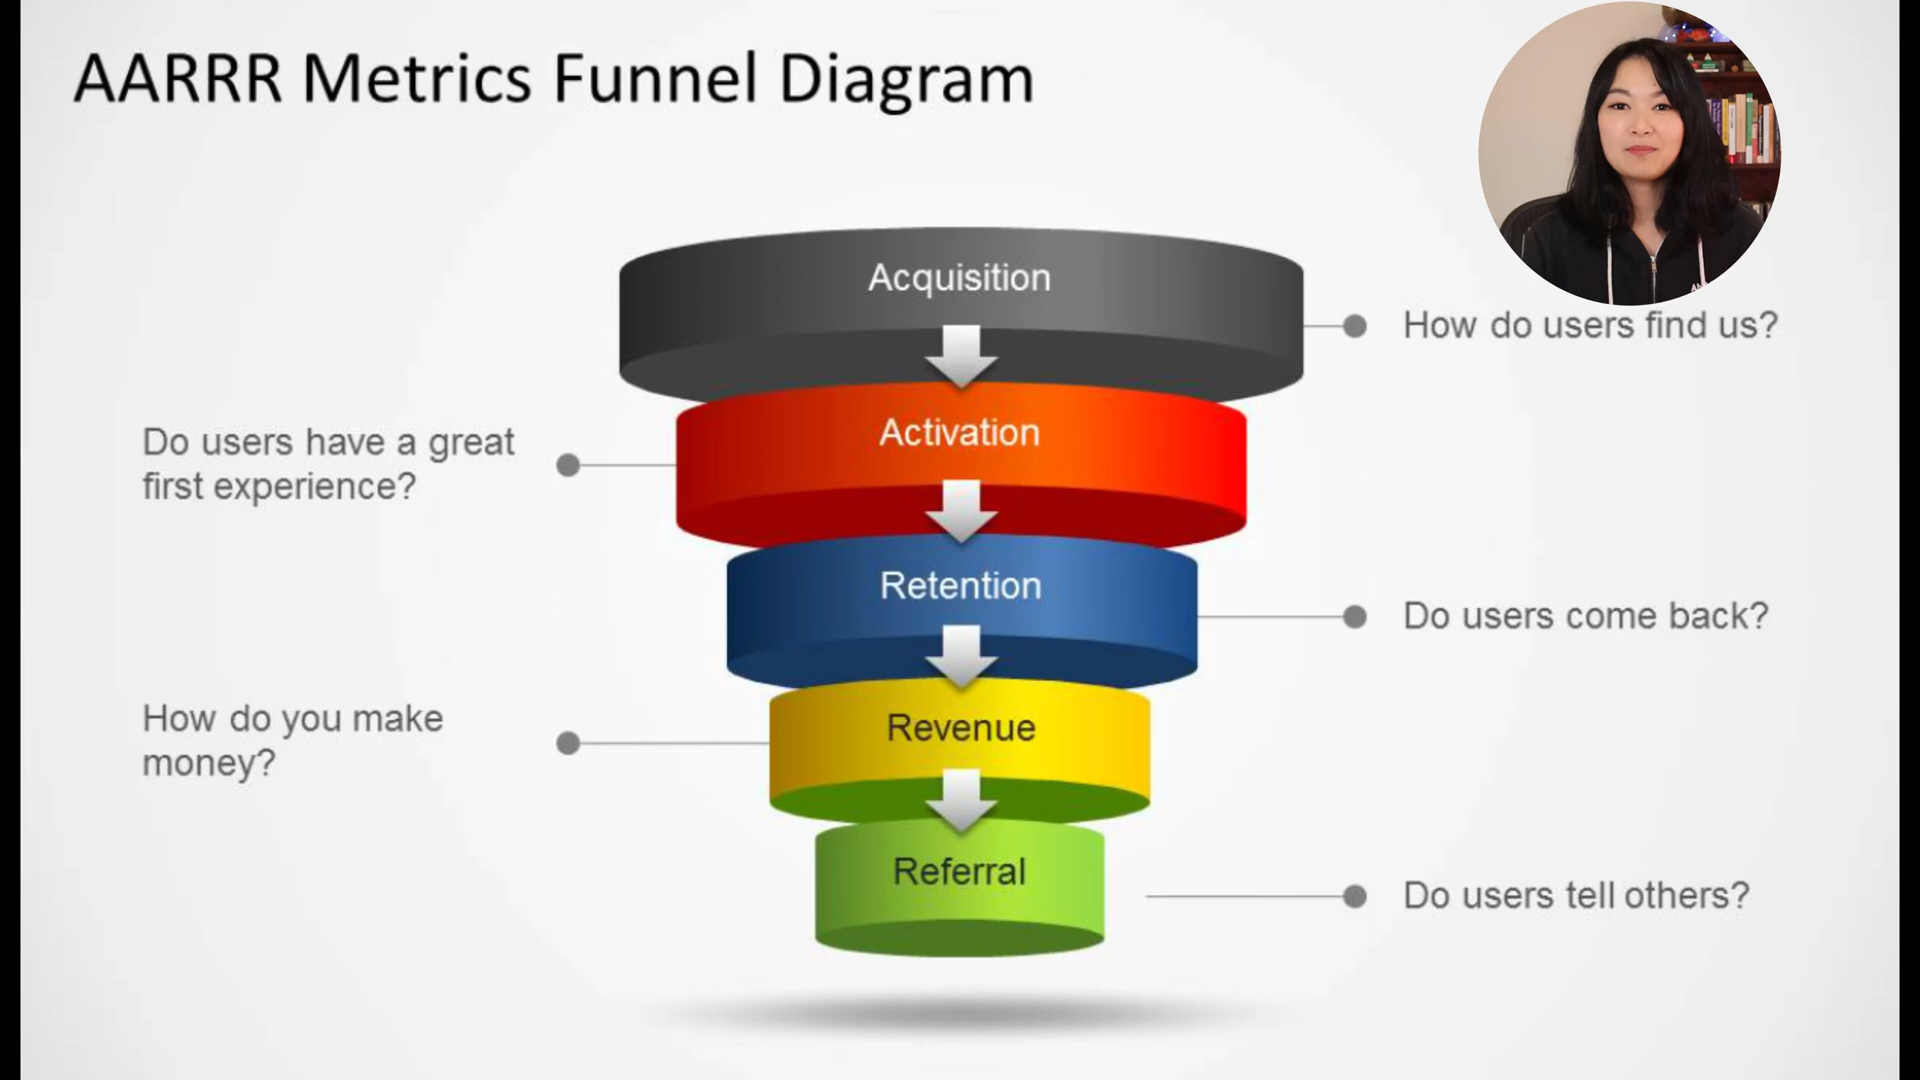 AARRR Metrics Funnel Diagram
Acquisition
How do users find us?
Activation
Do users have a great
first experience?
Retention
Do users come back?
Revenue
How do you make
money?
Referral
Do users tell others?